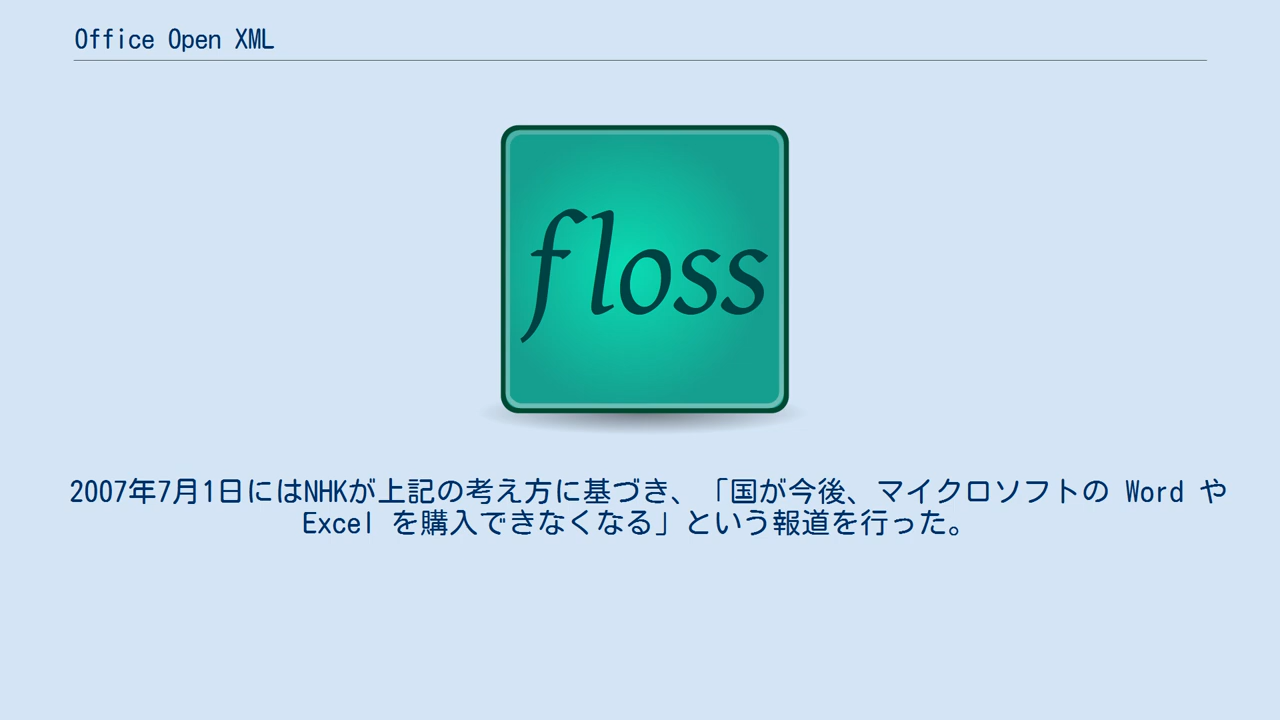 Office Open XML
floss
2007年7月1日にはNHKが上記の考え方に基づき、「国が今後、マイクロソフトの Word や
Excel を購入できなくなる」という報道を行った。